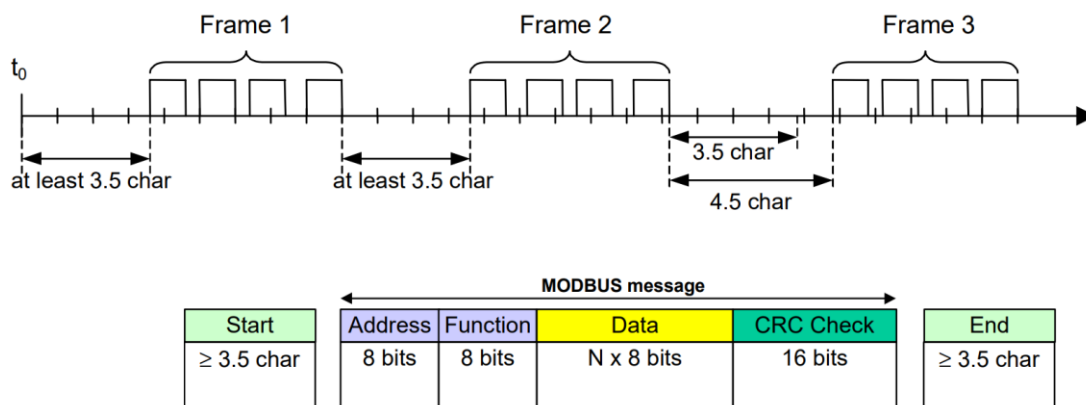 Frame 1 Frame 2 Frame 3
t0
3.5 char
at least 3.5 char at least 3.5 char
4.5 char
MODBUS message
Start Address Function Data CRC Check End
≥ 3.5 char 8 bits 8 bits N x 8 bits 16 bits ≥ 3.5 char